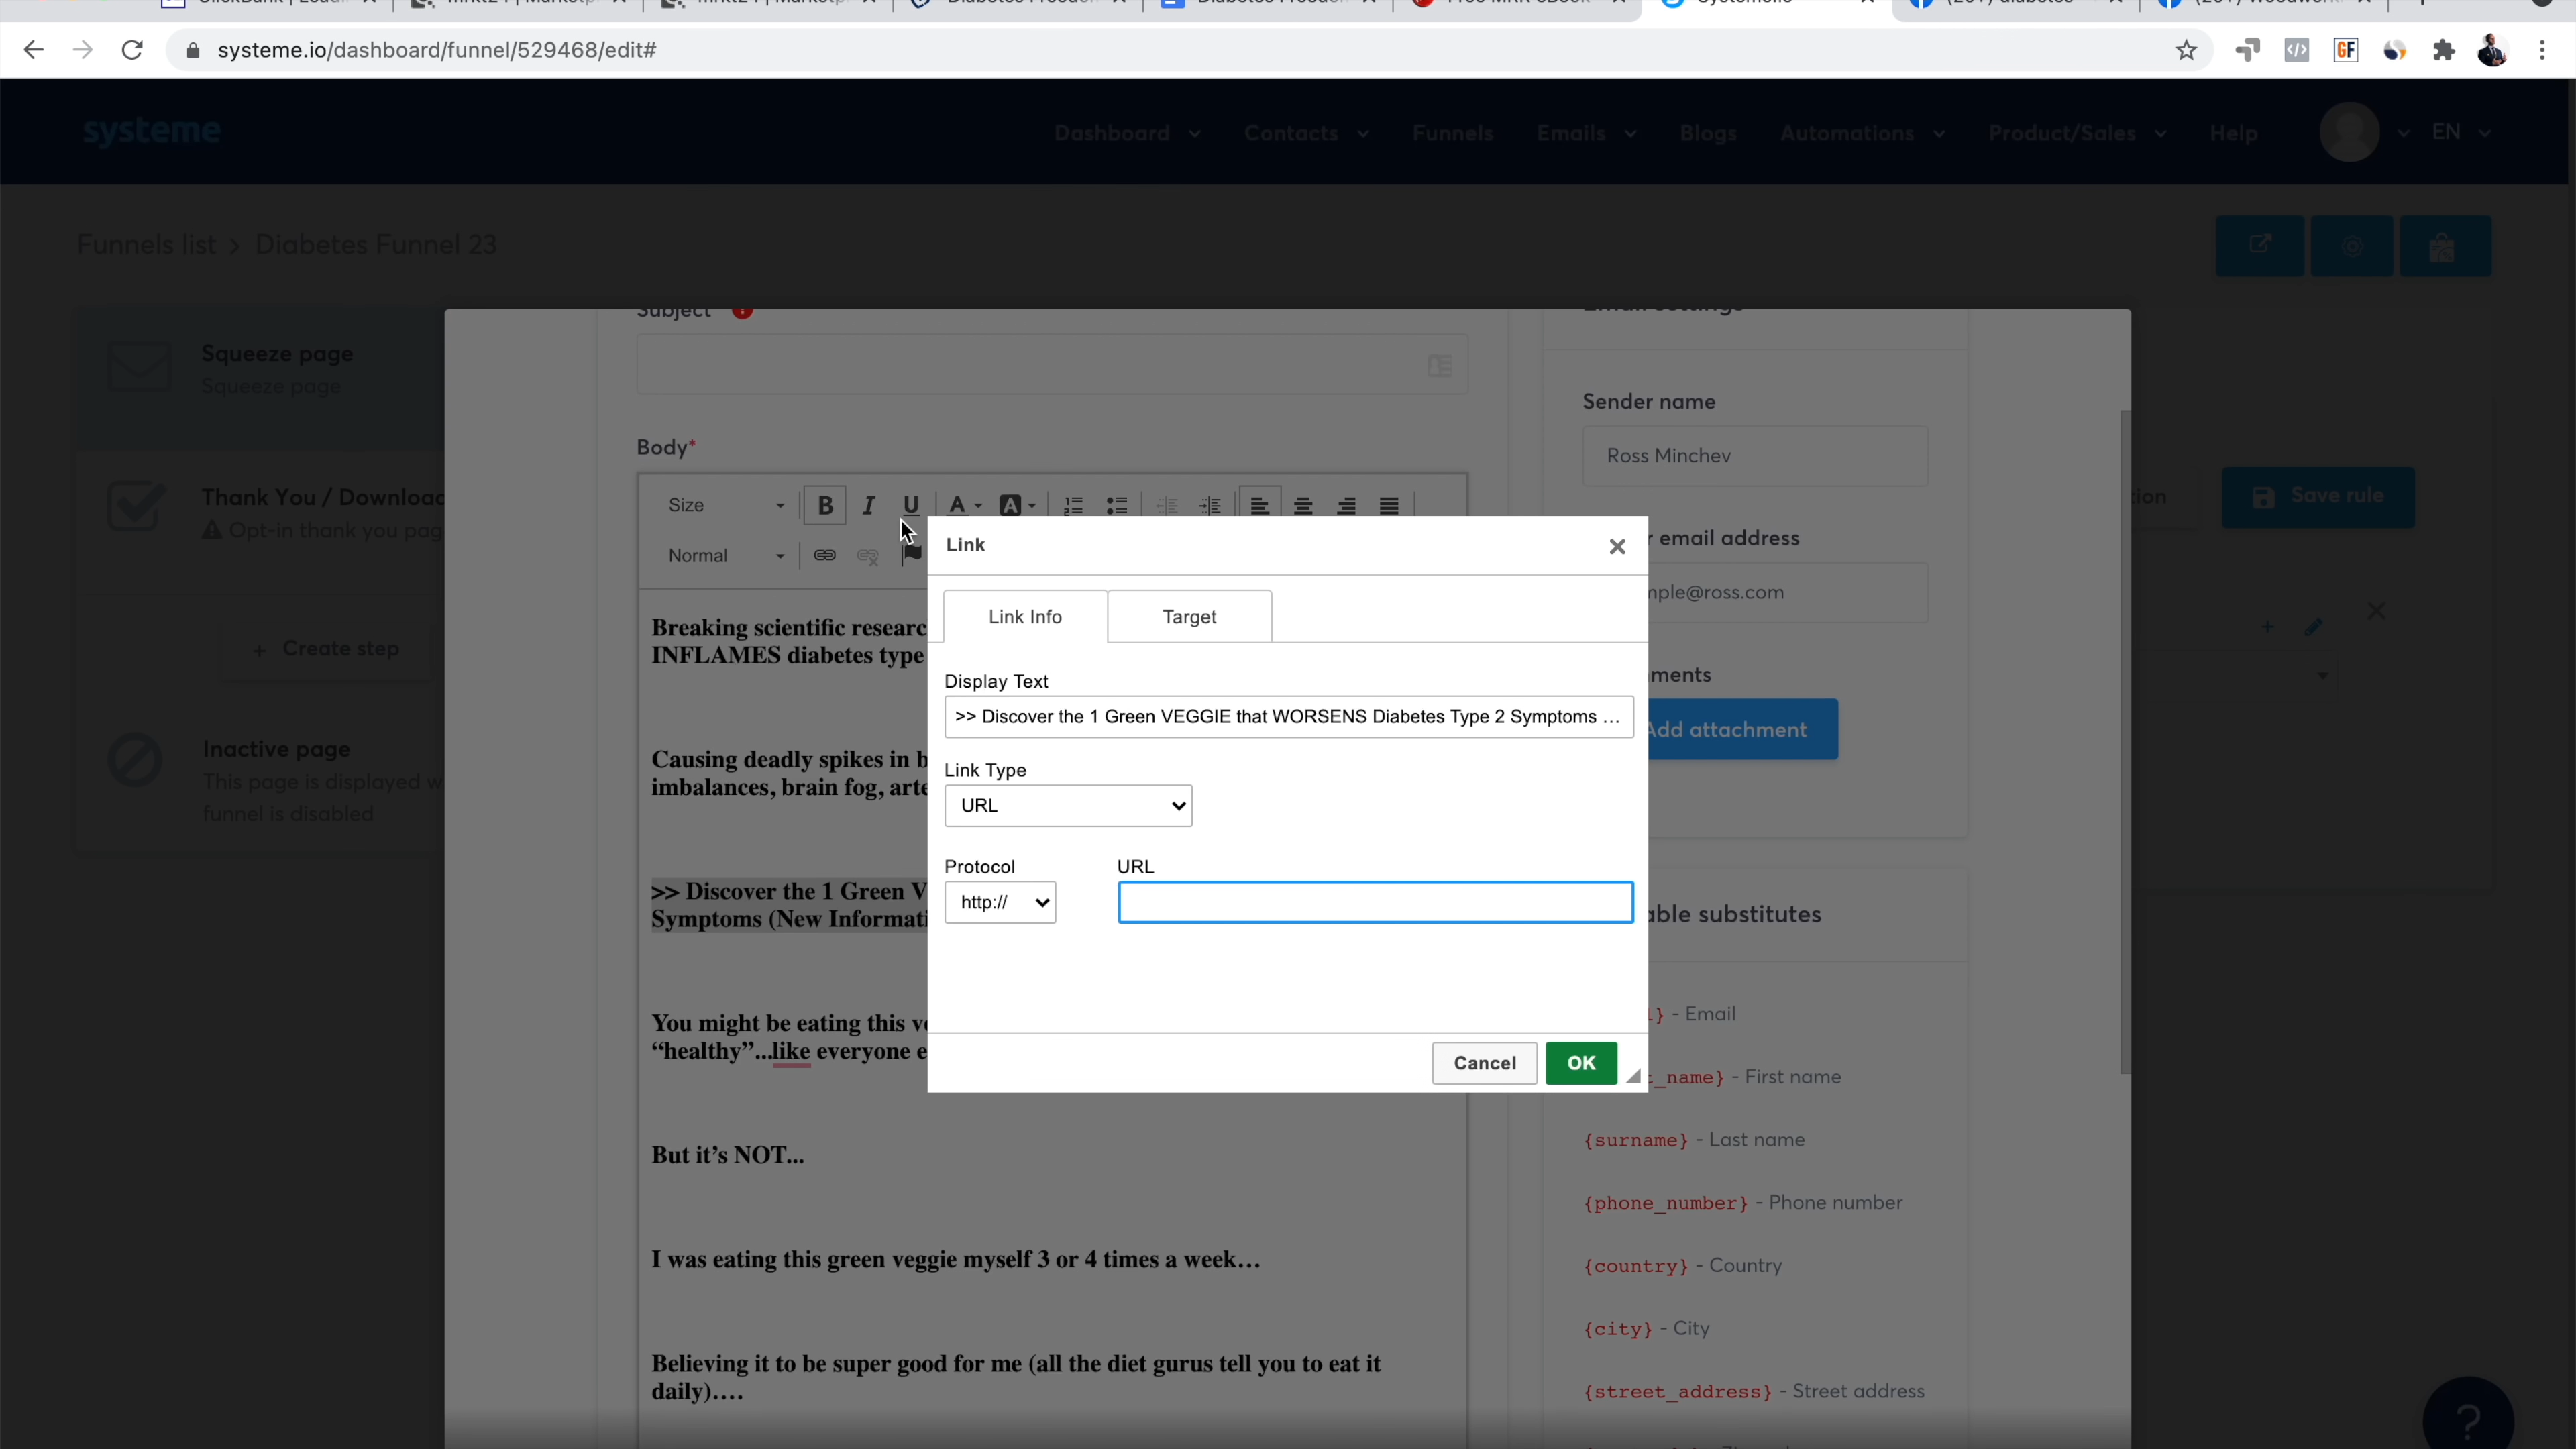 systeme.io/dashboard/funnel/529468/edit#
GF
systeme
Dashboard
Contacts
Funnels
Emails
Blogs
Automations
Product/Sales
Help
EN
Funnels list > Diabetes Funnel 23
Squeeze page
Squeeze page
Thank You / Download
Opt-in thank you pag
+ Create step
Inactive page
This page is displayed w
funnel is disabled
Subject
Body*
Size
B I U A A
Normal
Breaking scientific researc
INFLAMES diabetes type
Causing deadly spikes in b
imbalances, brain fog, arte
>> Discover the 1 Green V
Symptoms (New Informati
You might be eating this ve
“healthy”...like everyone e
But it’s NOT...
I was eating this green veggie myself 3 or 4 times a week…
Believing it to be super good for me (all the diet gurus tell you to eat it
daily)….
Link
Link Info
Target
Display Text
>> Discover the 1 Green VEGGIE that WORSENS Diabetes Type 2 Symptoms ...
Link Type
URL
Protocol
URL
http://
Cancel
OK
Email settings
Sender name
Ross Minchev
r email address
mple@ross.com
ments
Add attachment
able substitutes
l} - Email
t_name} - First name
{surname} - Last name
{phone_number} - Phone number
{country} - Country
{city} - City
{street_address} - Street address
tion
Save rule
?